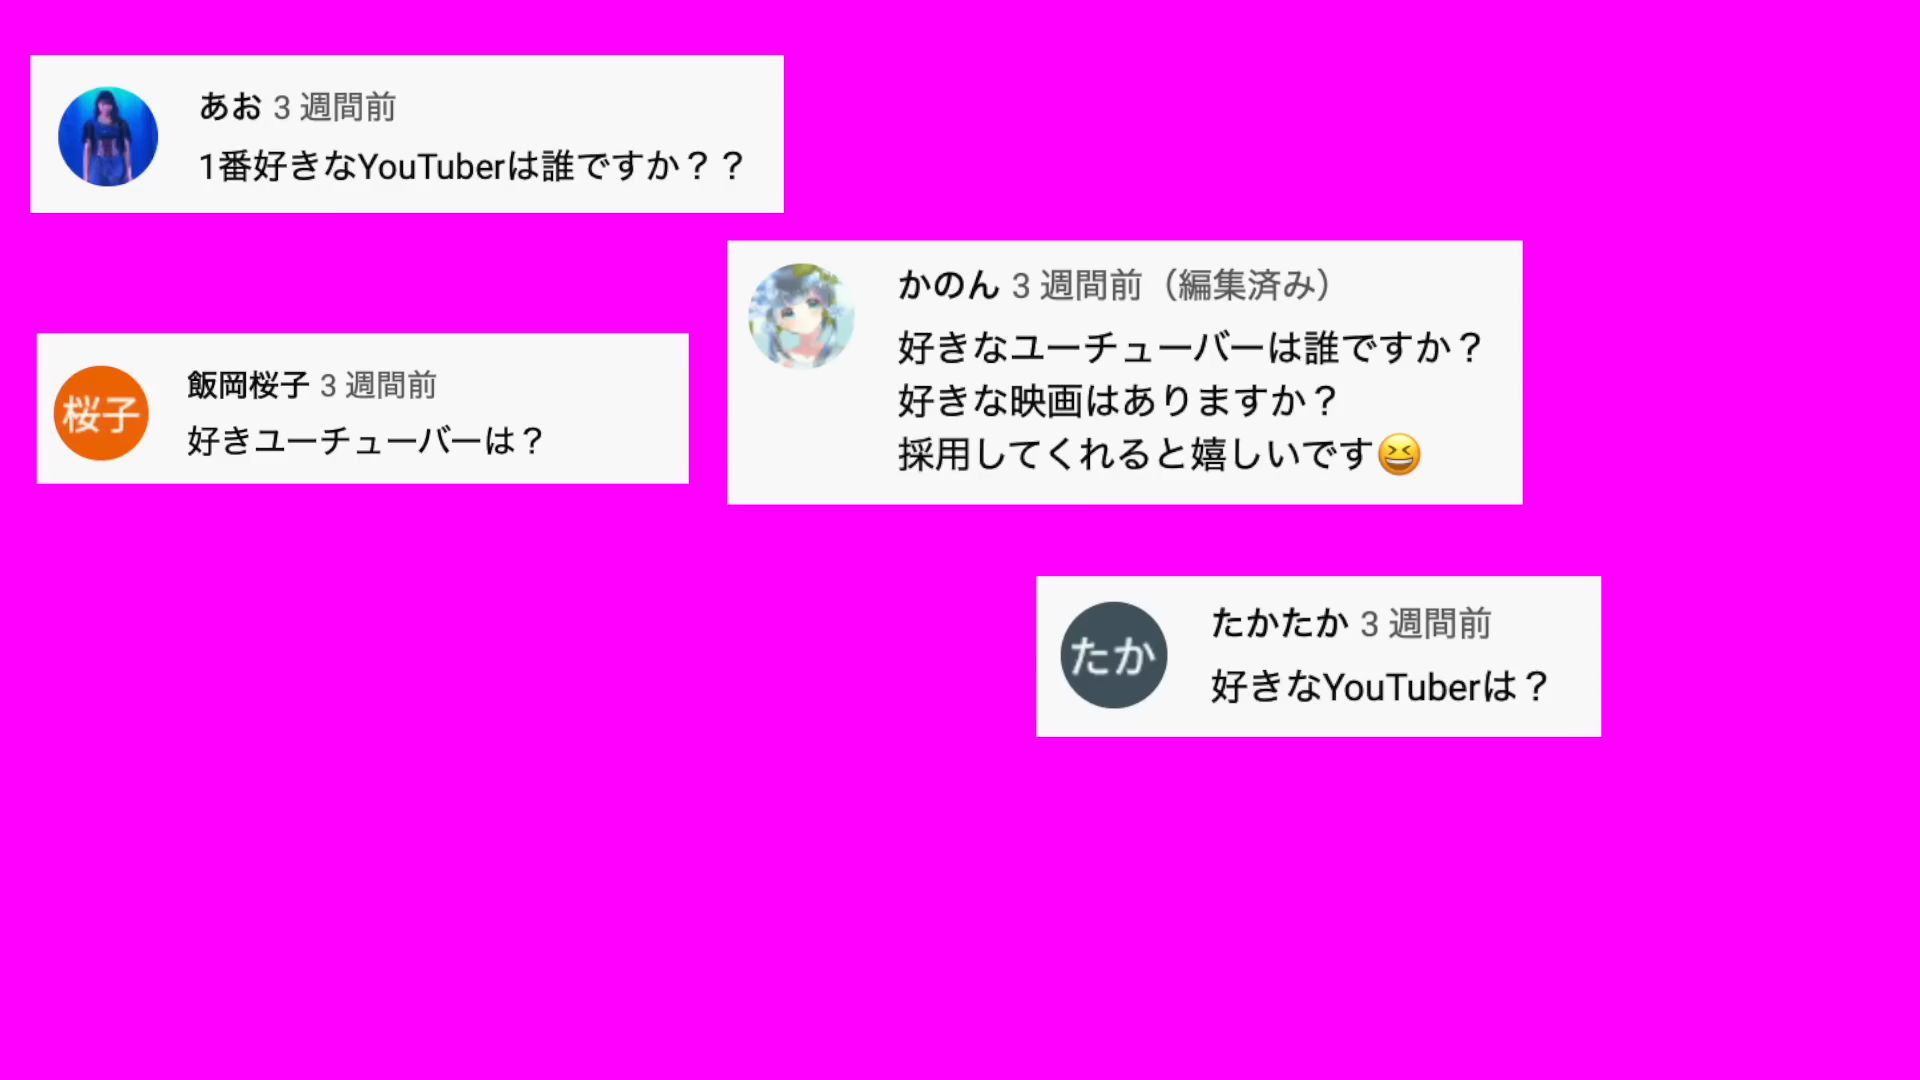 あお 3 週間前
1番好きなYouTuberは誰ですか？？
かのん 3 週間前（編集済み）
好きなユーチューバーは誰ですか？
好きな映画はありますか？
採用してくれると嬉しいです😆
桜子
飯岡桜子 3 週間前
好きユーチューバーは？
たか
たかたか 3 週間前
好きなYouTuberは？